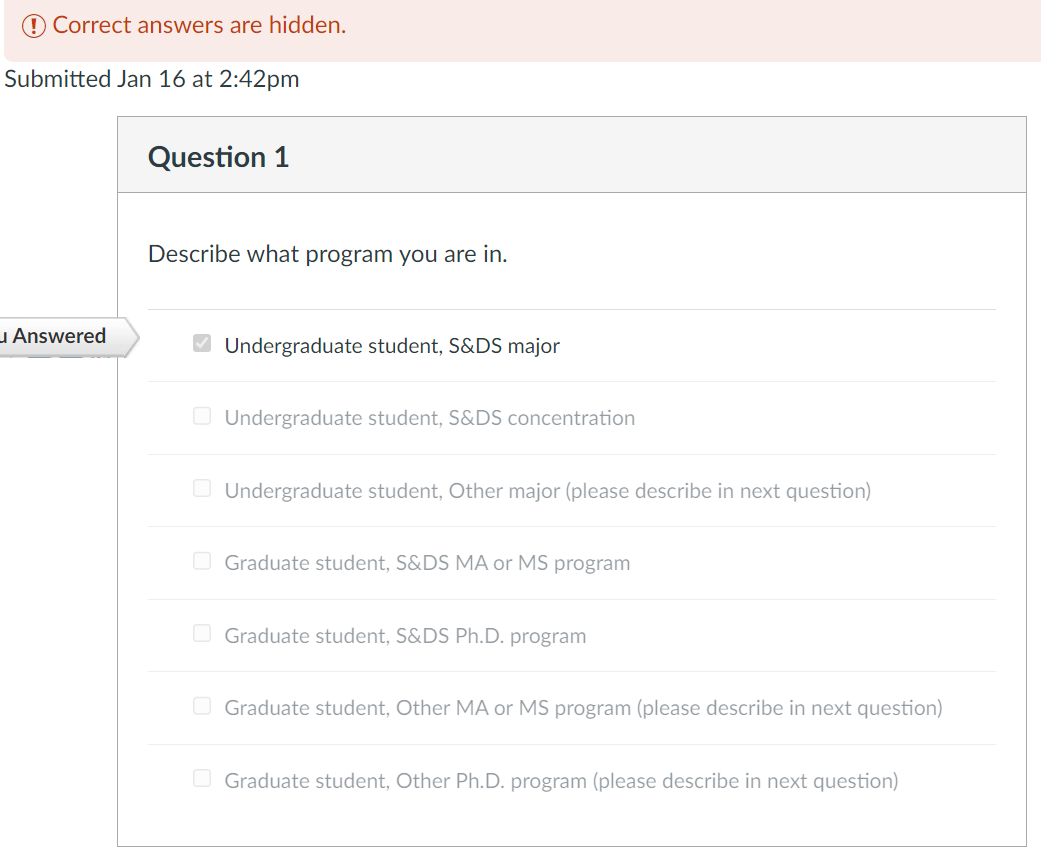 Correct answers are hidden.
Submitted Jan 16 at 2:42pm
Question 1
Describe what program you are in.
u Answered
Undergraduate student, S&DS major
Undergraduate student, S&DS concentration
Undergraduate student, Other major (please describe in next question)
Graduate student, S&DS MA or MS program
Graduate student, S&DS Ph.D. program
Graduate student, Other MA or MS program (please describe in next question)
Graduate student, Other Ph.D. program (please describe in next question)